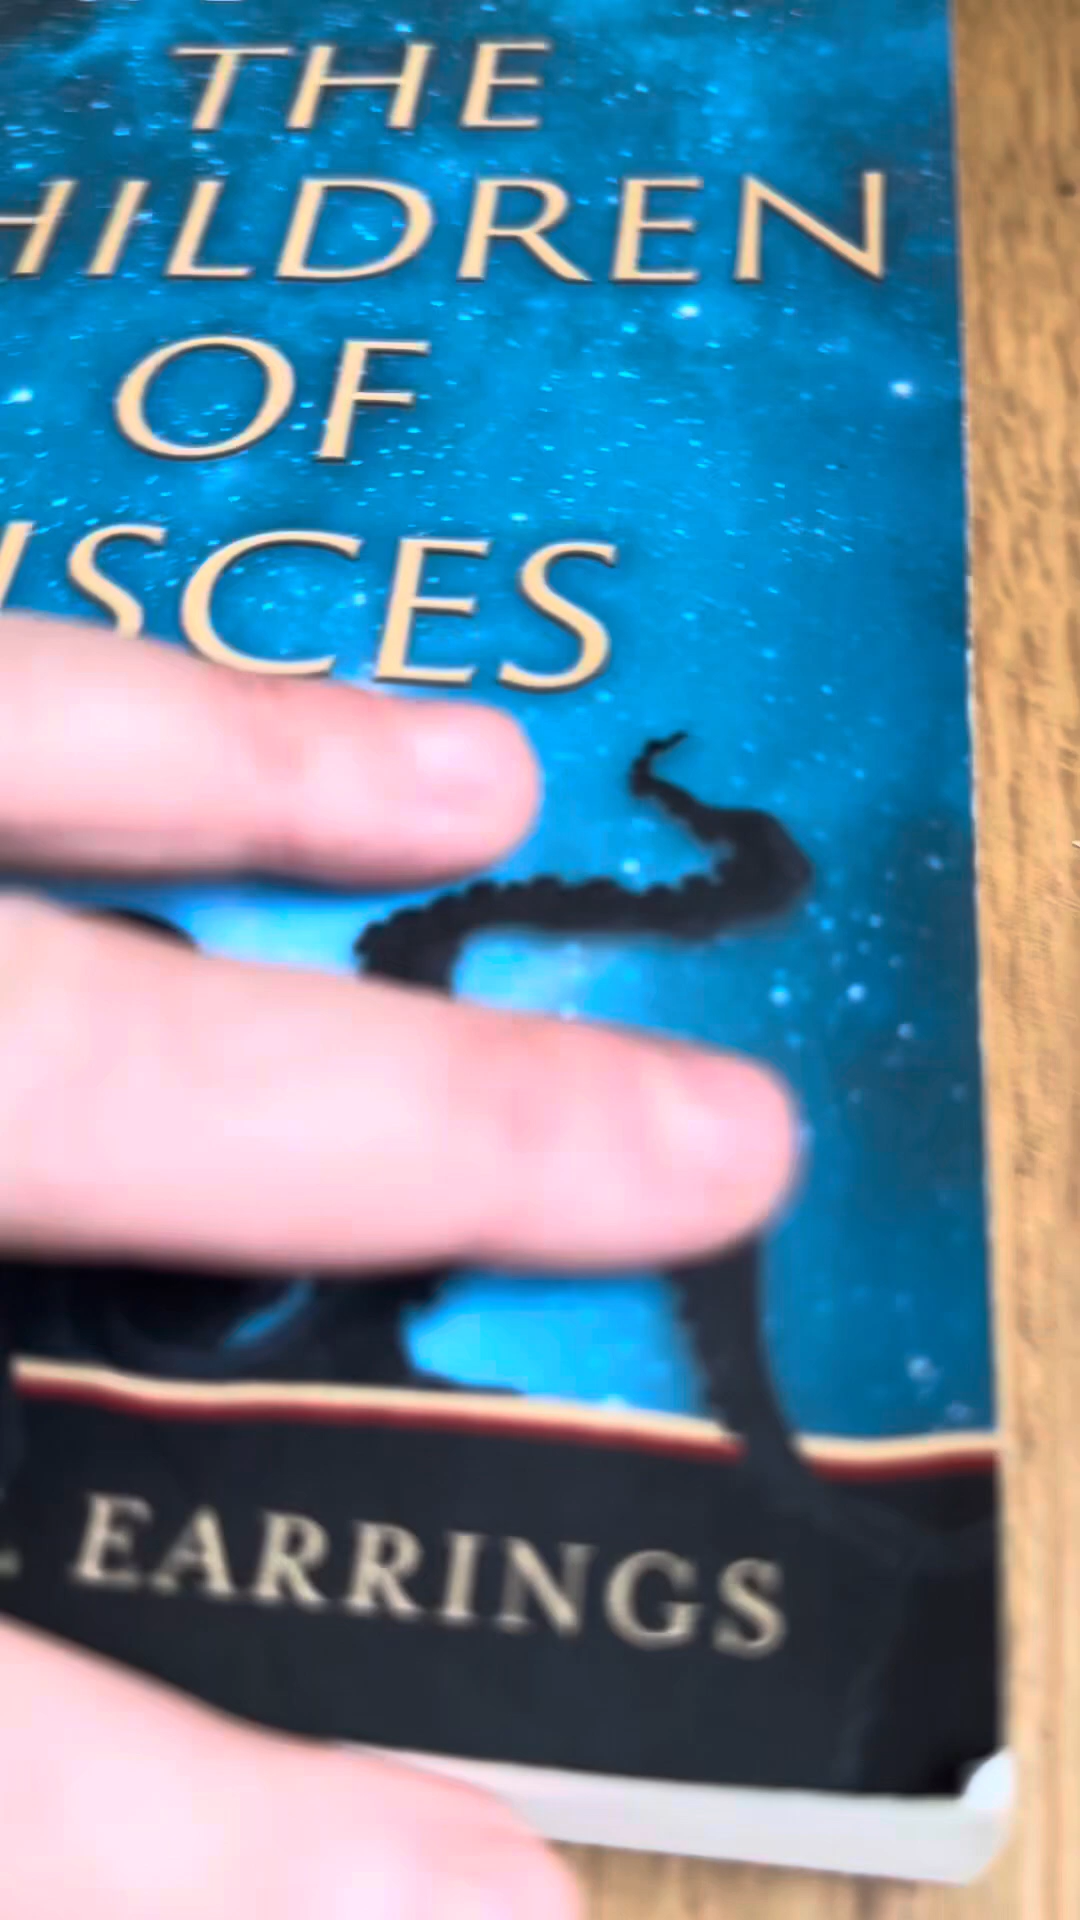 THE
HILDREN
OF
ISCES
. EARRINGS